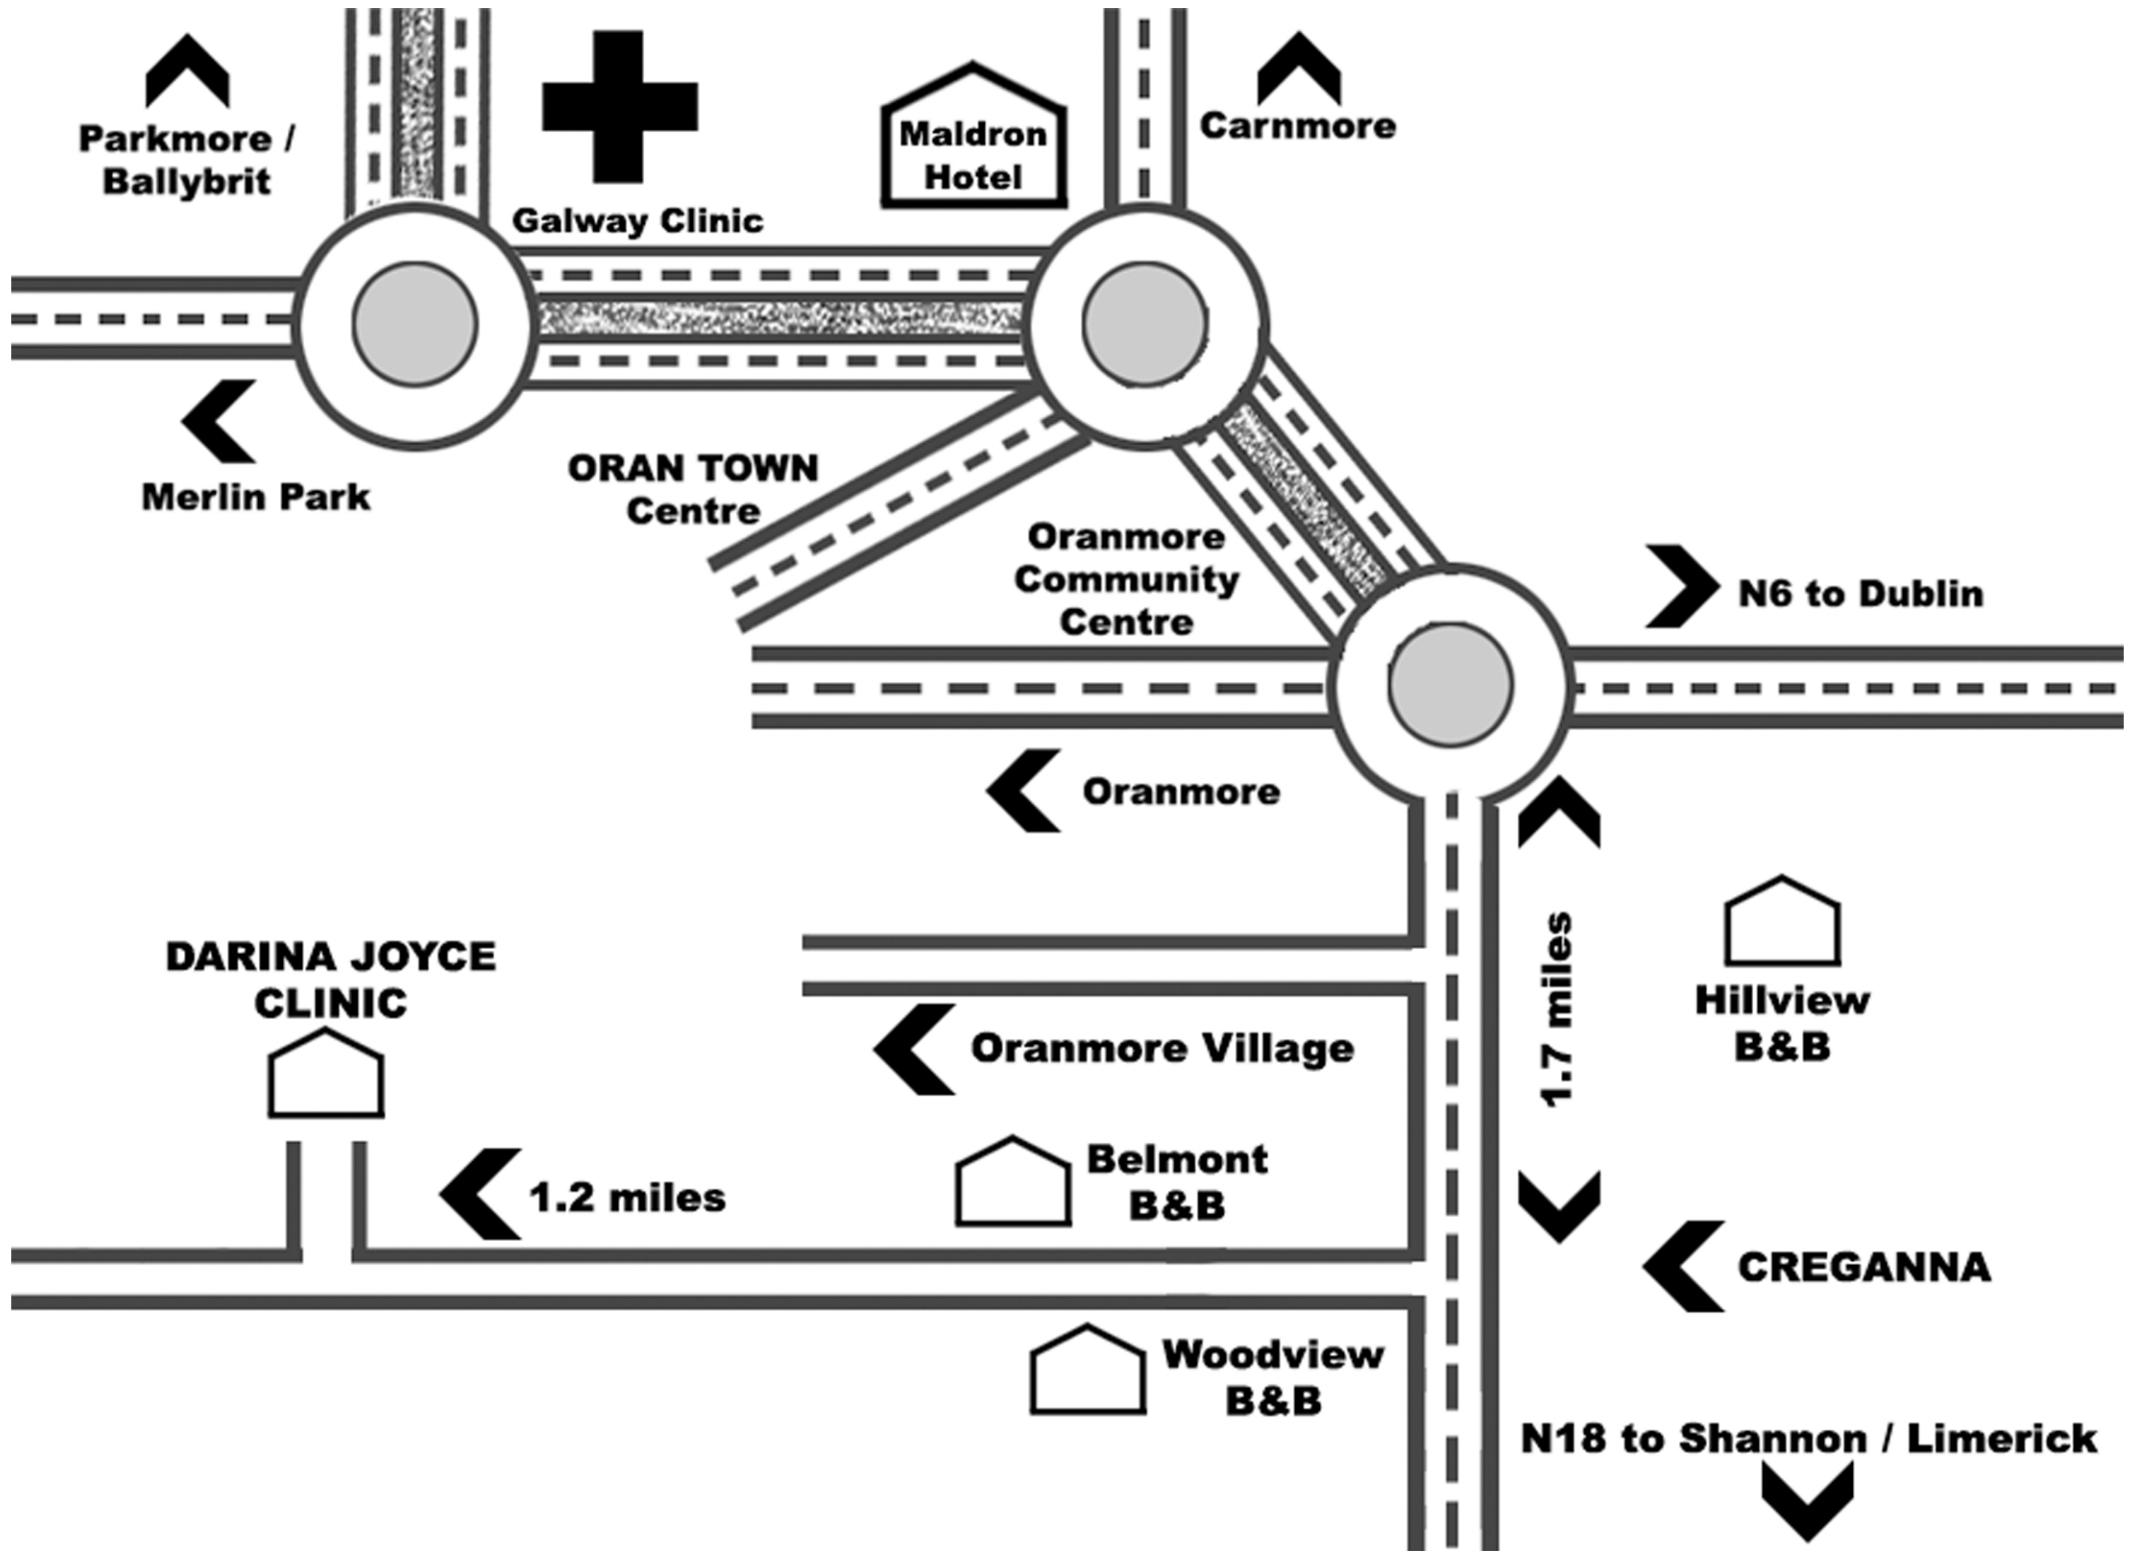 Parkmore /
Ballybrit
Galway Clinic
Maldron
Hotel
Carnmore
Merlin Park
ORAN TOWN
Centre
Oranmore
Community
Centre
N6 to Dublin
Oranmore
Hillview
B&B
1.7 miles
DARINA JOYCE
CLINIC
Oranmore Village
1.2 miles
Belmont
B&B
CREGANNA
Woodview
B&B
N18 to Shannon / Limerick